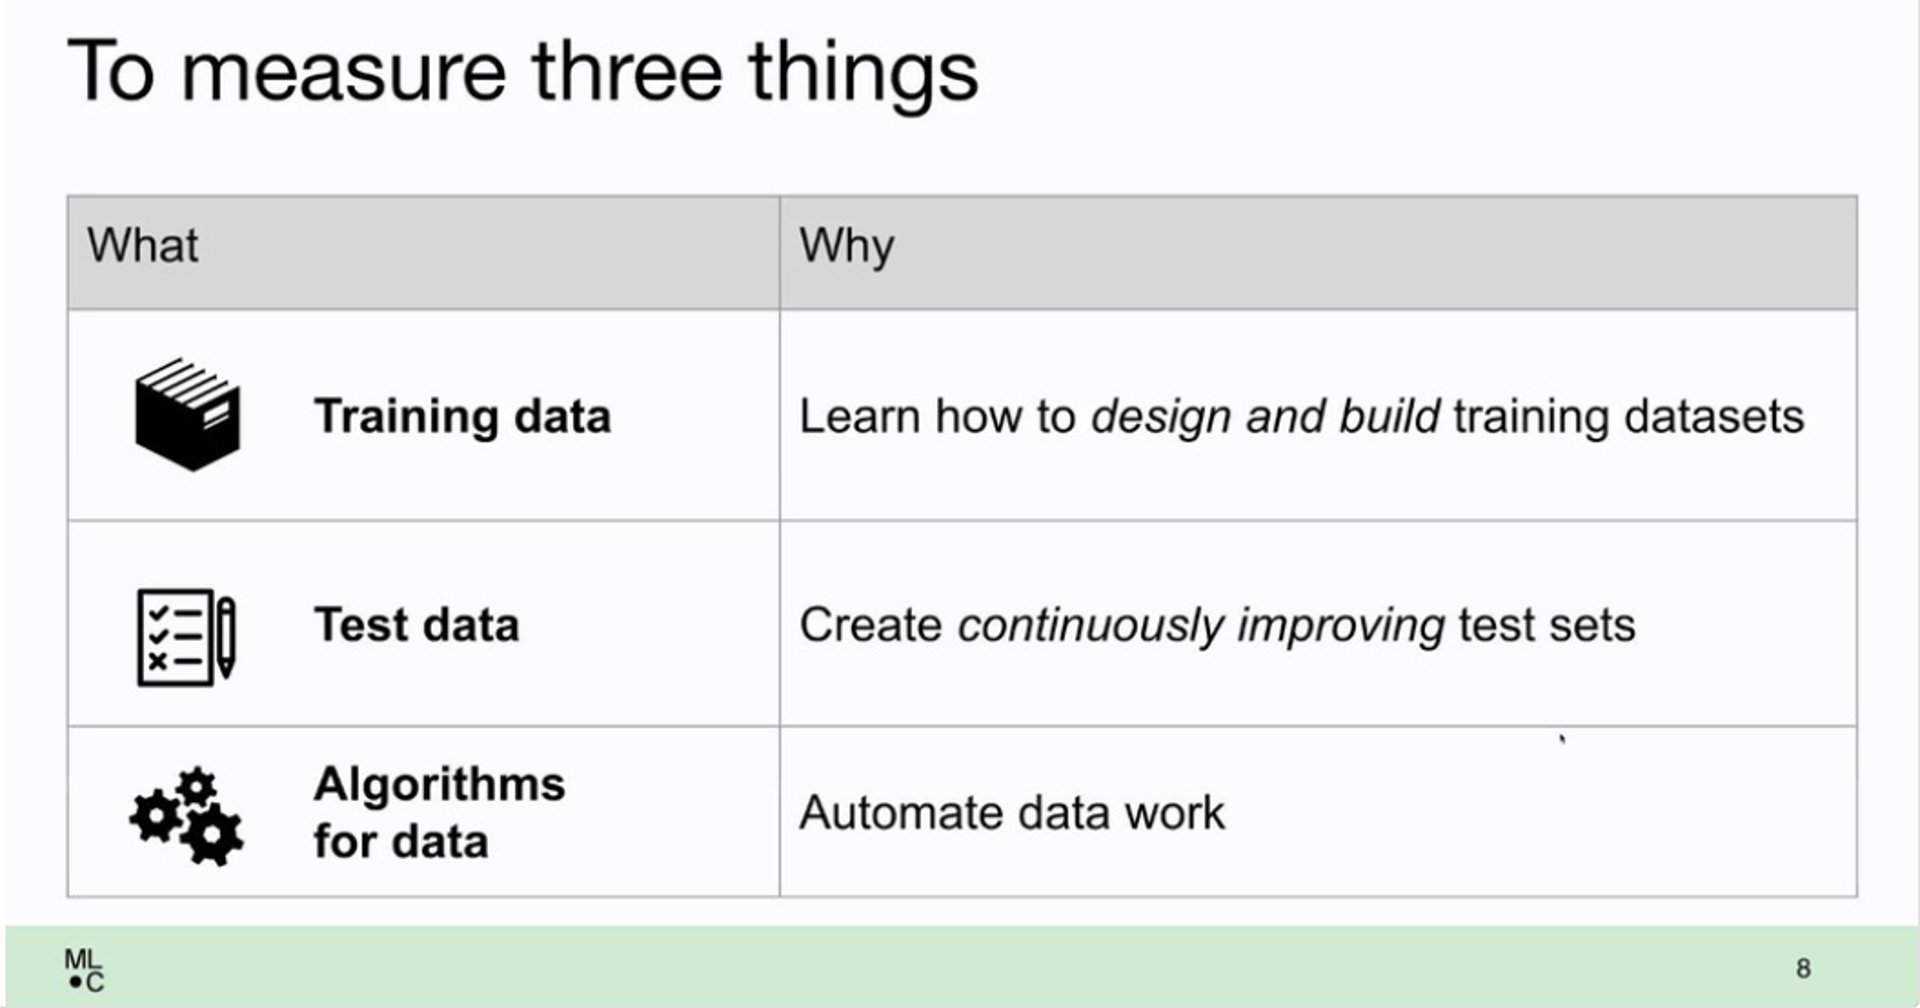 To measure three things
What
Why
Training data
Learn how to design and build training datasets
Test data
Create continuously improving test sets
Algorithms
for data
Automate data work
ML
•C
8